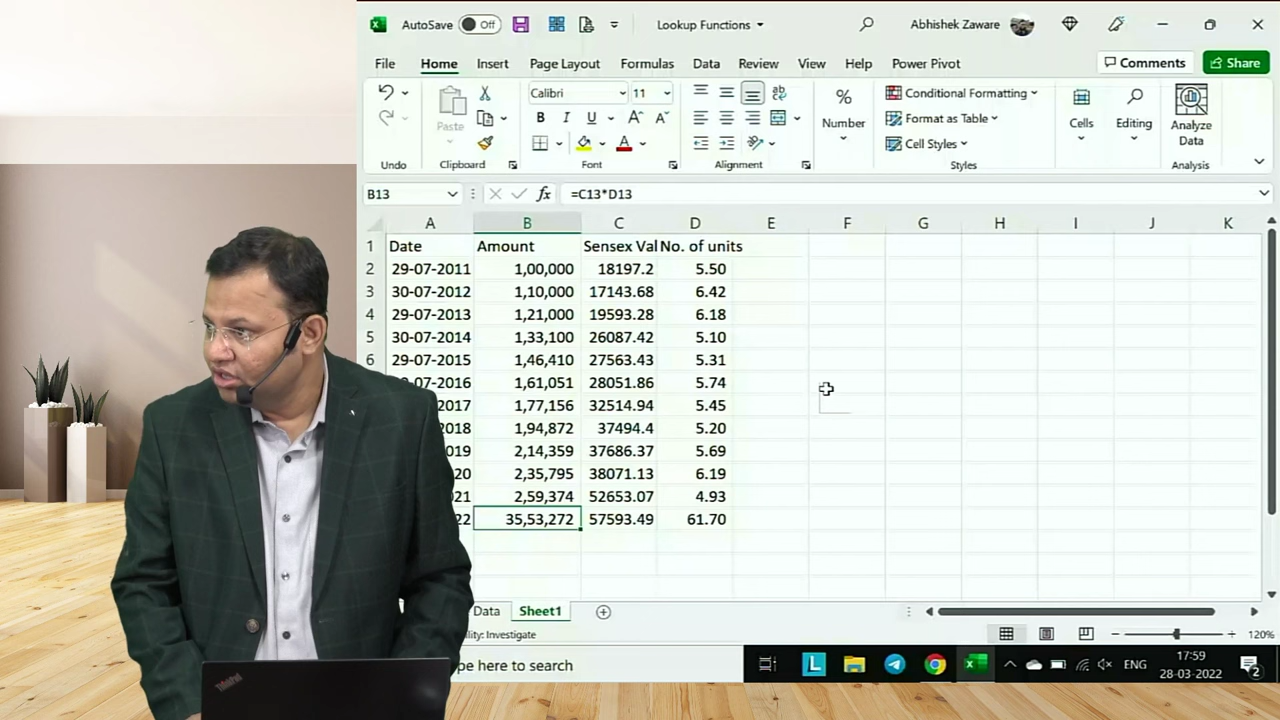 AutoSave Off Lookup Functions Abhishek Zaware
File Home Insert Page Layout Formulas Data Review View Help Power Pivot Comments Share
Paste Calibri 11 B I U A A A Number Conditional Formatting Format as Table Cell Styles Cells Editing Analyze Data
Undo Clipboard Font Alignment Styles Analysis
B13 fx =C13*D13
A B C D E F G H I J K
1 Date Amount Sensex Val No. of units
2 29-07-2011 1,00,000 18197.2 5.50
3 30-07-2012 1,10,000 17143.68 6.42
4 29-07-2013 1,21,000 19593.28 6.18
5 30-07-2014 1,33,100 26087.42 5.10
6 29-07-2015 1,46,410 27563.43 5.31
-07-2016 1,61,051 28051.86 5.74
2017 1,77,156 32514.94 5.45
2018 1,94,872 37494.4 5.20
2019 2,14,359 37686.37 5.69
20 2,35,795 38071.13 6.19
21 2,59,374 52653.07 4.93
22 35,53,272 57593.49 61.70
Data Sheet1
ility: Investigate 120%
pe here to search L ENG 17:59
28-03-2022 2
ThinkPad